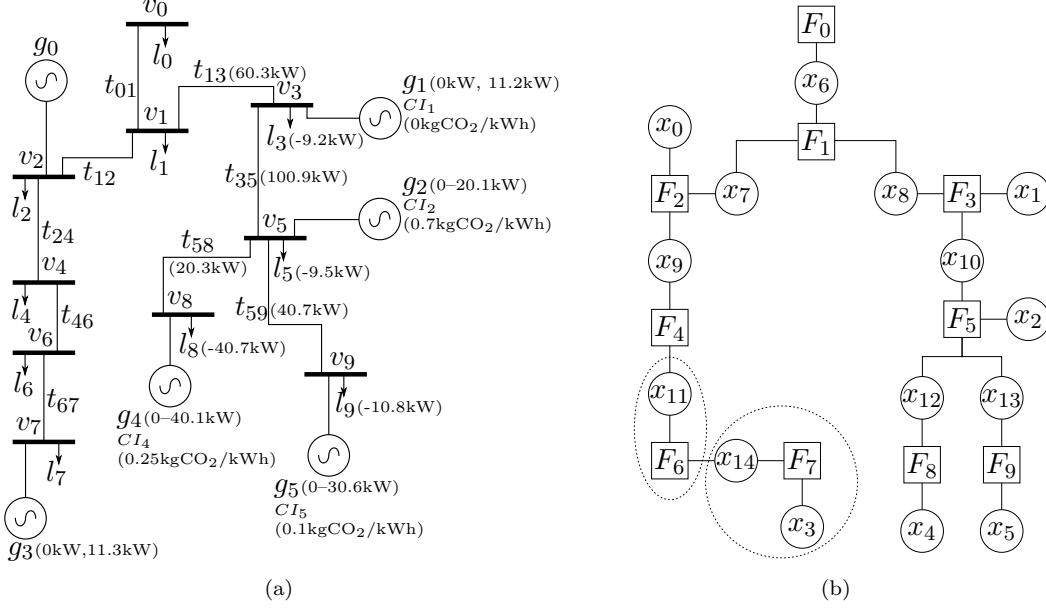 v₀
l₀
g₀
t₀₁
t₁₃(60.3kW)
v₃
g₁(0kW, 11.2kW)
CI₁
(0kgCO₂/kWh)
v₁
l₁
l₃(-9.2kW)
v₂
t₁₂
l₂
t₃₅(100.9kW)
g₂(0–20.1kW)
CI₂
(0.7kgCO₂/kWh)
t₂₄
v₅
t₅₈
(20.3kW)
l₅(-9.5kW)
v₄
l₄
t₄₆
v₈
t₅₉(40.7kW)
v₆
l₈(-40.7kW)
v₉
l₆
t₆₇
l₉(-10.8kW)
v₇
g₄(0–40.1kW)
CI₄
(0.25kgCO₂/kWh)
l₇
g₅(0–30.6kW)
CI₅
(0.1kgCO₂/kWh)
g₃(0kW,11.3kW)
(a)
F₀
x₆
x₀
F₁
F₂
x₇
x₈
F₃
x₁
x₉
x₁₀
F₄
F₅
x₂
x₁₁
x₁₂
x₁₃
F₆
x₁₄
F₇
F₈
F₉
x₃
x₄
x₅
(b)